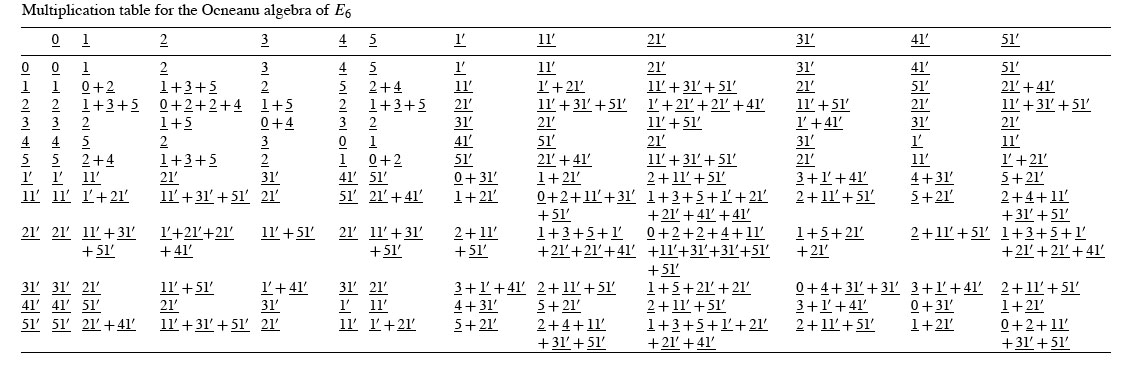 Multiplication table for the Ocneanu algebra of E6
0 1 2 3 4 5 1′ 11′ 21′ 31′ 41′ 51′
0 0 1 2 3 4 5 1′ 11′ 21′ 31′ 41′ 51′
1 1 0+2 1+3+5 2 5 2+4 11′ 1′+21′ 11′+31′+51′ 21′ 51′ 21′+41′
2 2 1+3+5 0+2+2+4 1+5 2 1+3+5 21′ 11′+31′+51′ 1′+21′+21′+41′ 11′+51′ 21′ 11′+31′+51′
3 3 2 1+5 0+4 3 2 31′ 21′ 11′+51′ 1′+41′ 31′ 21′
4 4 5 2 3 0 1 41′ 51′ 21′ 31′ 1′ 11′
5 5 2+4 1+3+5 2 1 0+2 51′ 21′+41′ 11′+31′+51′ 21′ 11′ 1′+21′
1′ 1′ 11′ 21′ 31′ 41′ 51′ 0+31′ 1+21′ 2+11′+51′ 3+1′+41′ 4+31′ 5+21′
11′ 11′ 1′+21′ 11′+31′+51′ 21′ 51′ 21′+41′ 1+21′ 0+2+11′+31′ 1+3+5+1′+21′ 2+11′+51′ 5+21′ 2+4+11′
+51′ +21′+41′+41′ +31′+51′
21′ 21′ 11′+31′ 1′+21′+21′ 11′+51′ 21′ 11′+31′ 2+11′ 1+3+5+1′ 0+2+2+4+11′ 1+5+21′ 2+11′+51′ 1+3+5+1′
+51′ +41′ +51′ +51′ +21′+21′+41′ +11′+31′+31′+51′ +21′ +21′+21′+41′
+51′
31′ 31′ 21′ 11′+51′ 1′+41′ 31′ 21′ 3+1′+41′ 2+11′+51′ 1+5+21′+21′ 0+4+31′+31′ 3+1′+41′ 2+11′+51′
41′ 41′ 51′ 21′ 31′ 1′ 11′ 4+31′ 5+21′ 2+11′+51′ 3+1′+41′ 0+31′ 1+21′
51′ 51′ 21′+41′ 11′+31′+51′ 21′ 11′ 1′+21′ 5+21′ 2+4+11′ 1+3+5+1′+21′ 2+11′+51′ 1+21′ 0+2+11′
+31′+51′ +21′+41′ +31′+51′